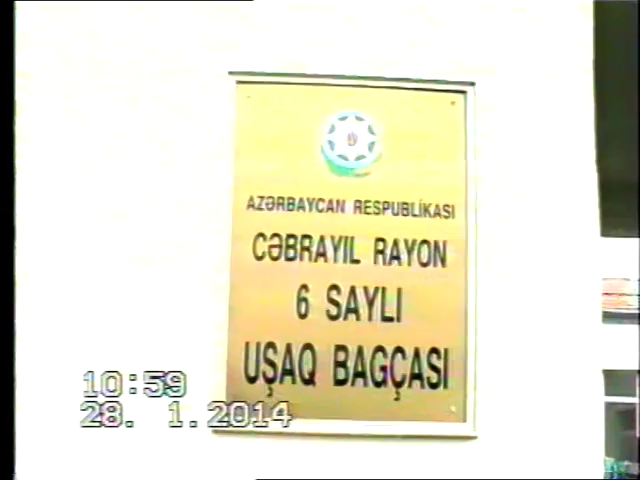 AZƏRBAYCAN RESPUBLİKASI
CƏBRAYIL RAYON
6 SAYLI
UŞAQ BAGÇASI
10:59
28. 1.2014